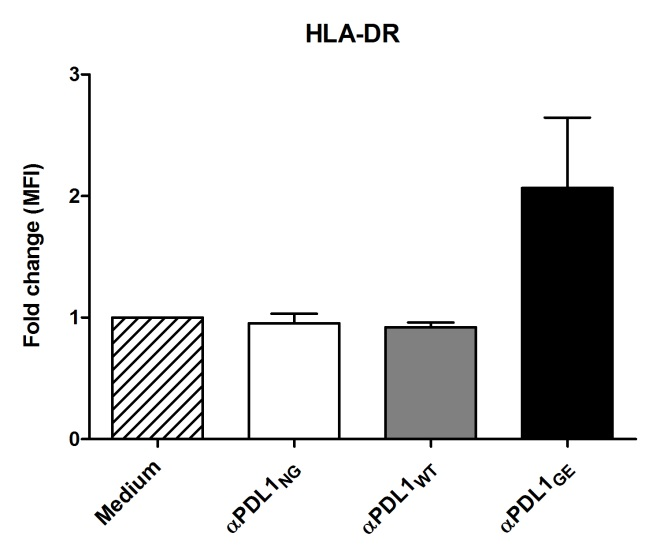 HLA-DR
Fold change (MFI)
3
2
1
0
Medium
αPDL1NG
αPDL1WT
αPDL1GE